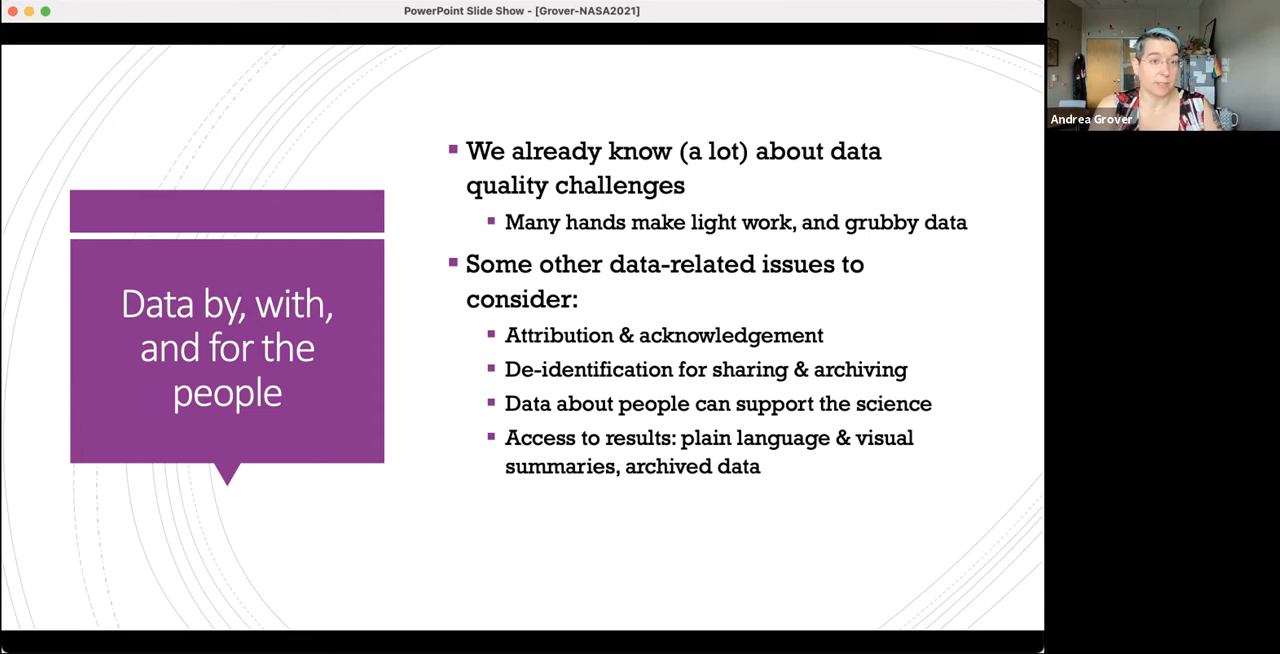 PowerPoint Slide Show - [Grover-NASA2021]
Andrea Grover
Data by, with,
and for the
people
We already know (a lot) about data
quality challenges
Many hands make light work, and grubby data
Some other data-related issues to
consider:
Attribution & acknowledgement
De-identification for sharing & archiving
Data about people can support the science
Access to results: plain language & visual
summaries, archived data